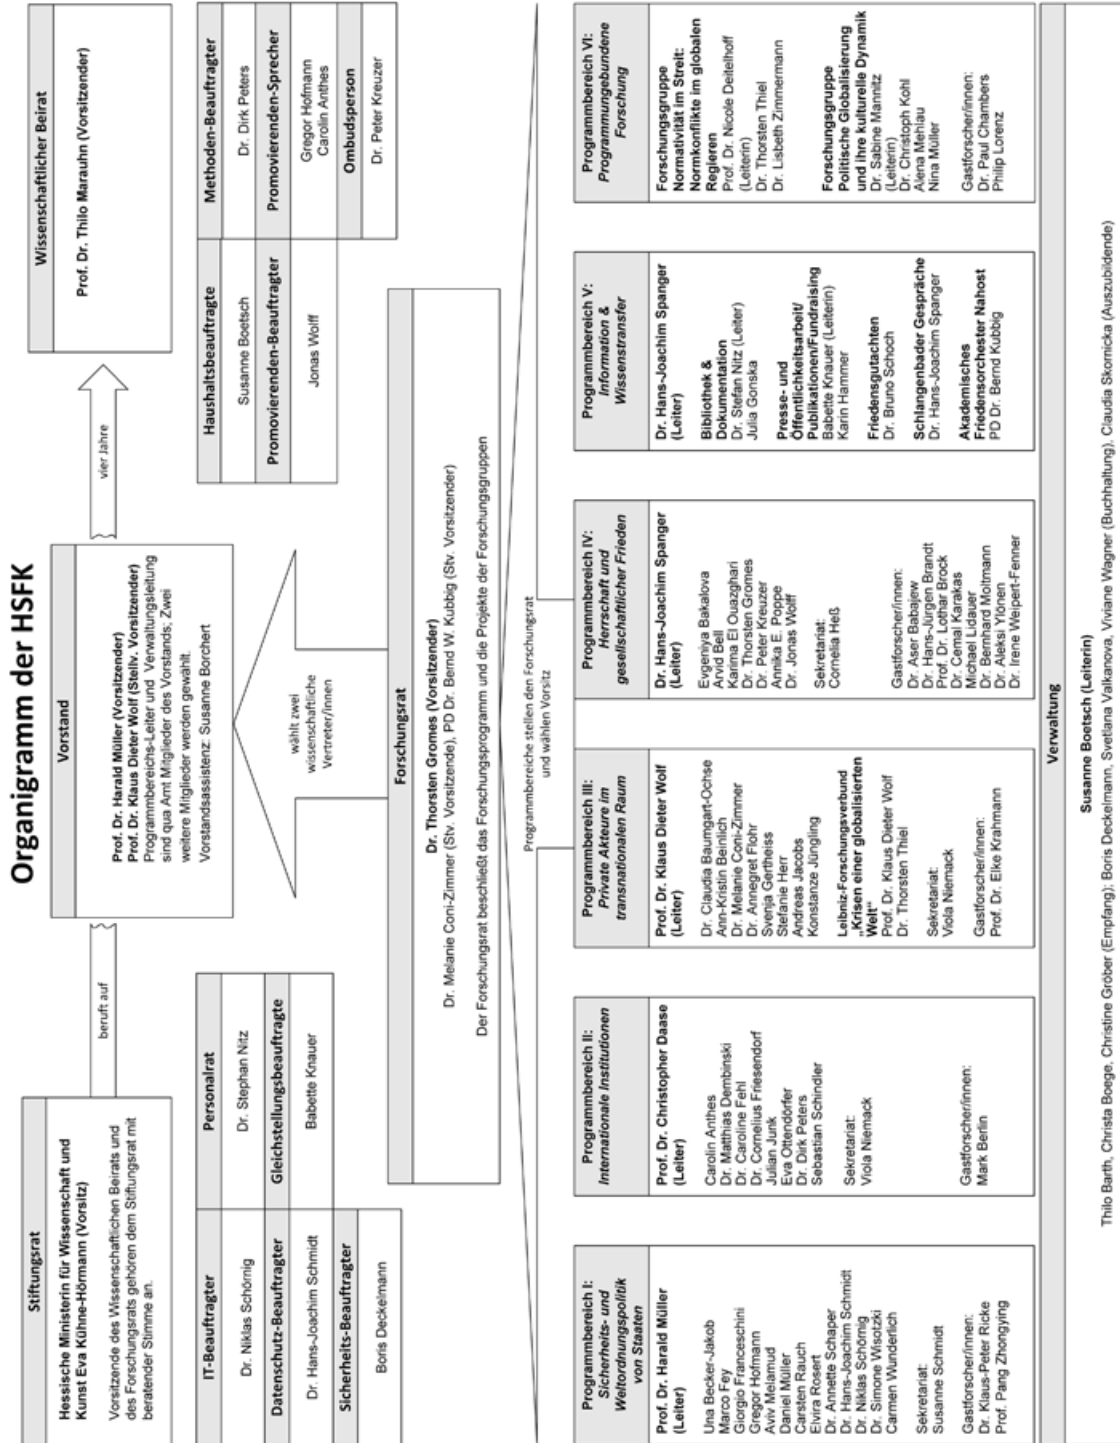 Organigramm der HSFK
Stiftungsrat
Hessische Ministerin für Wissenschaft und
Kunst Eva Kühne-Hörmann (Vorsitz)
Vorsitzende des Wissenschaftlichen Beirats und
des Forschungsrats gehören dem Stiftungsrat mit
beratender Stimme an.
beruft auf
Vorstand
Prof. Dr. Harald Müller (Vorsitzender)
Prof. Dr. Klaus Dieter Wolf (Stellv. Vorsitzender)
Programmbereichs-Leiter und Verwaltungsleitung
sind qua Amt Mitglieder des Vorstands; Zwei
weitere Mitglieder werden gewählt.
Vorstandsassistenz: Susanne Borchert
vier Jahre
Wissenschaftlicher Beirat
Prof. Dr. Thilo Marauhn (Vorsitzender)
IT-Beauftragter
Dr. Niklas Schörnig
Datenschutz-Beauftragter
Dr. Hans-Joachim Schmidt
Sicherheits-Beauftragter
Boris Deckelmann
Personalrat
Dr. Stephan Nitz
Gleichstellungsbeauftragte
Babette Knauer
wählt zwei
wissenschaftliche
Vertreter/innen
Haushaltsbeauftragte
Susanne Boetsch
Promovierenden-Beauftragter
Jonas Wolff
Methoden-Beauftragter
Dr. Dirk Peters
Promovierenden-Sprecher
Gregor Hofmann
Carolin Anthes
Ombudsperson
Dr. Peter Kreuzer
Forschungsrat
Dr. Thorsten Gromes (Vorsitzender)
Dr. Melanie Coni-Zimmer (Stv. Vorsitzende), PD Dr. Bernd W. Kubbig (Stv. Vorsitzender)
Der Forschungsrat beschließt das Forschungsprogramm und die Projekte der Forschungsgruppen
Programmbereiche stellen den Forschungsrat
und wählen Vorsitz
Programmbereich I:
Sicherheits- und
Weltordnungspolitik
von Staaten
Prof. Dr. Harald Müller
(Leiter)
Una Becker-Jakob
Marco Fey
Giorgio Franceschini
Gregor Hofmann
Aviv Melamud
Daniel Müller
Carsten Rauch
Elvira Rosert
Dr. Annette Schaper
Dr. Hans-Joachim Schmidt
Dr. Niklas Schörnig
Dr. Simone Wisotzki
Carmen Wunderlich
Sekretariat:
Susanne Schmidt
Gastforscher/innen:
Dr. Klaus-Peter Ricke
Prof. Pang Zhongying
Programmbereich II:
Internationale Institutionen
Prof. Dr. Christopher Daase
(Leiter)
Carolin Anthes
Dr. Matthias Dembinski
Dr. Caroline Fehl
Dr. Cornelius Friesendorf
Julian Junk
Eva Ottendörfer
Dr. Dirk Peters
Sebastian Schindler
Sekretariat:
Viola Niemack
Gastforscher/innen:
Mark Berlin
Programmbereich III:
Private Akteure im
transnationalen Raum
Prof. Dr. Klaus Dieter Wolf
(Leiter)
Dr. Claudia Baumgart-Ochse
Ann-Kristin Beinlich
Dr. Melanie Coni-Zimmer
Dr. Annegret Flohr
Svenja Gertheiss
Stefanie Herr
Andreas Jacobs
Konstanze Jüngling
Leibniz-Forschungsverbund
„Krisen einer globalisierten
Welt“
Prof. Dr. Klaus Dieter Wolf
Dr. Thorsten Thiel
Sekretariat:
Viola Niemack
Gastforscher/innen:
Prof. Dr. Elke Krahmann
Programmbereich IV:
Herrschaft und
gesellschaftlicher Frieden
Dr. Hans-Joachim Spanger
(Leiter)
Evgeniya Bakalova
Arvid Bell
Karima El Ouazghari
Dr. Thorsten Gromes
Dr. Peter Kreuzer
Annika E. Poppe
Dr. Jonas Wolff
Sekretariat:
Cornelia Heß
Gastforscher/innen:
Dr. Aser Babajew
Dr. Hans-Jürgen Brandt
Prof. Dr. Lothar Brock
Dr. Cemal Karakas
Michael Lidauer
Dr. Bernhard Moltmann
Dr. Aleksi Ylönen
Dr. Irene Weipert-Fenner
Programmbereich V:
Information &
Wissenstransfer
Dr. Hans-Joachim Spanger
(Leiter)
Bibliothek &
Dokumentation
Dr. Stefan Nitz (Leiter)
Julia Gonska
Presse- und
Öffentlichkeitsarbeit/
Publikationen/Fundraising
Babette Knauer (Leiterin)
Karin Hammer
Friedensgutachten
Dr. Bruno Schoch
Schlangenbader Gespräche
Dr. Hans-Joachim Spanger
Akademisches
Friedensorchester Nahost
PD Dr. Bernd Kubbig
Programmbereich VI:
Programmungebundene
Forschung
Forschungsgruppe
Normativität im Streit:
Normkonflikte im globalen
Regieren
Prof. Dr. Nicole Deitelhoff
(Leiterin)
Dr. Thorsten Thiel
Dr. Lisbeth Zimmermann
Forschungsgruppe
Politische Globalisierung
und ihre kulturelle Dynamik
Dr. Sabine Mannitz
(Leiterin)
Dr. Christoph Kohl
Alena Mehlau
Nina Müller
Gastforscher/innen:
Dr. Paul Chambers
Philip Lorenz
Verwaltung
Susanne Boetsch (Leiterin)
Thilo Barth, Christa Boege, Christine Gröber (Empfang); Boris Deckelmann, Svetlana Valkanova, Viviane Wagner (Buchhaltung), Claudia Skornicka (Auszubildende)